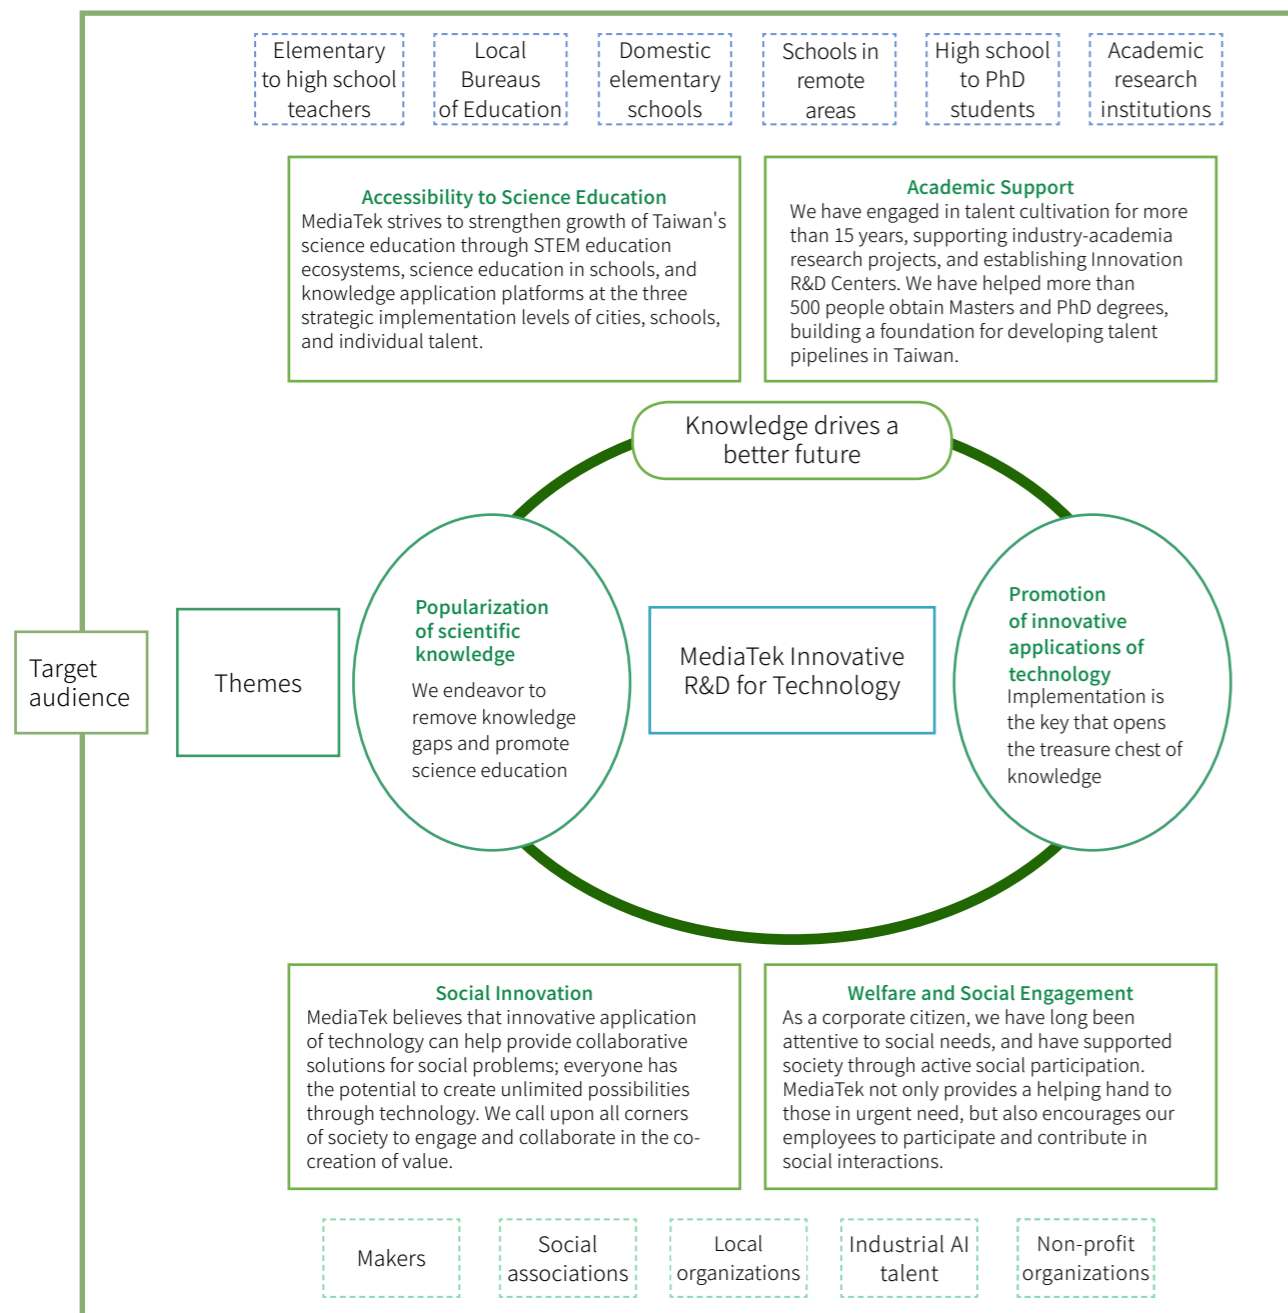 Elementary
to high school
teachers
Local
Bureaus
of Education
Domestic
elementary
schools
Schools in
remote
areas
High school
to PhD
students
Academic
research
institutions
Accessibility to Science Education
MediaTek strives to strengthen growth of Taiwan's
science education through STEM education
ecosystems, science education in schools, and
knowledge application platforms at the three
strategic implementation levels of cities, schools,
and individual talent.
Academic Support
We have engaged in talent cultivation for more
than 15 years, supporting industry-academia
research projects, and establishing Innovation
R&D Centers. We have helped more than
500 people obtain Masters and PhD degrees,
building a foundation for developing talent
pipelines in Taiwan.
Knowledge drives a
better future
Target
audience
Themes
Popularization
of scientific
knowledge
We endeavor to
remove knowledge
gaps and promote
science education
MediaTek Innovative
R&D for Technology
Promotion
of innovative
applications of
technology
Implementation is
the key that opens
the treasure chest of
knowledge
Social Innovation
MediaTek believes that innovative application
of technology can help provide collaborative
solutions for social problems; everyone has
the potential to create unlimited possibilities
through technology. We call upon all corners
of society to engage and collaborate in the co-
creation of value.
Welfare and Social Engagement
As a corporate citizen, we have long been
attentive to social needs, and have supported
society through active social participation.
MediaTek not only provides a helping hand to
those in urgent need, but also encourages our
employees to participate and contribute in
social interactions.
Makers
Social
associations
Local
organizations
Industrial AI
talent
Non-profit
organizations